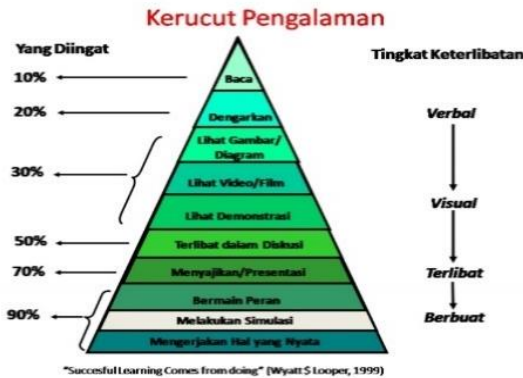 Kerucut Pengalaman
Yang Diingat
Tingkat Keterlibatan
10%
Baca
20%
Dengarkan
Verbal
Lihat Gambar/
Diagram
30%
Lihat Video/Film
Visual
Lihat Demonstrasi
50%
Terlibat dalam Diskusi
70%
Menyajikan/Presentasi
Terlibat
Bermain Peran
90%
Melakukan Simulasi
Berbuat
Mengerjakan Hal yang Nyata
"Succesful Learning Comes from doing" (Wyatt $ Looper, 1999)